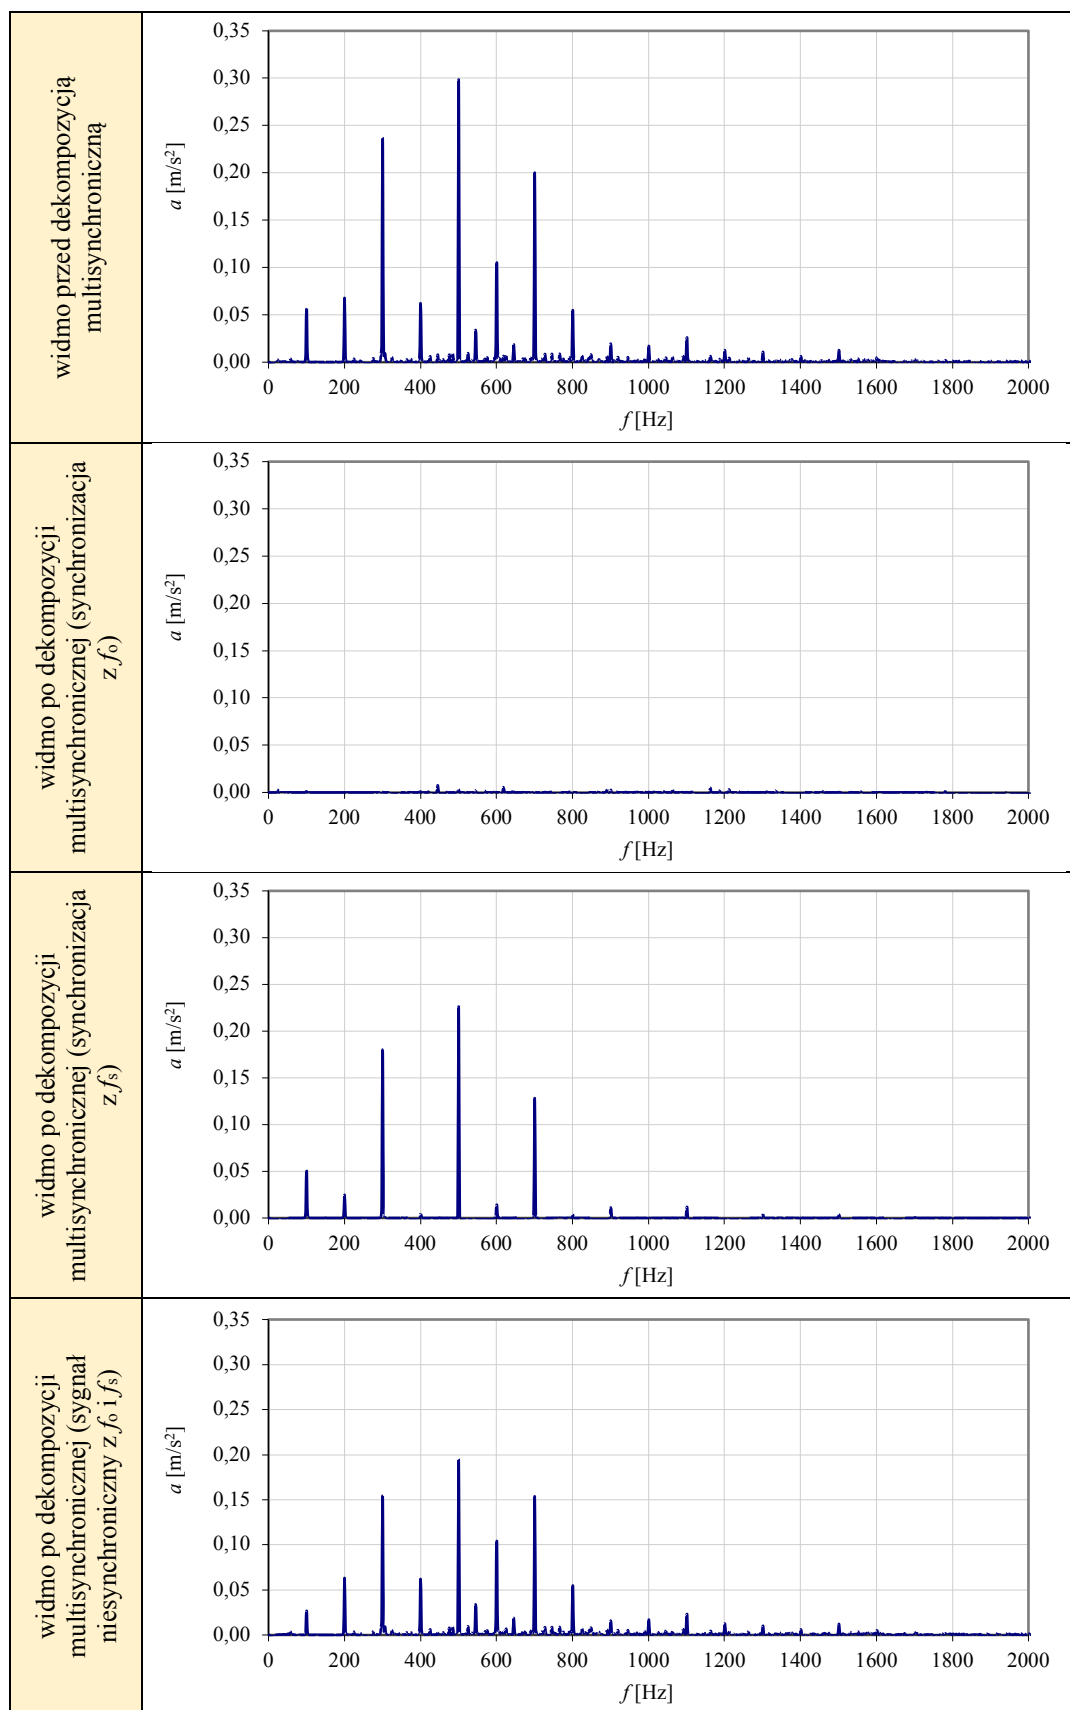 widmo przed dekompozycją
multisynchroniczną
0,35
0,30
0,25
0,20
0,15
0,10
0,05
0,00
a [m/s²]
0 200 400 600 800 1000 1200 1400 1600 1800 2000
f [Hz]
widmo po dekompozycji
multisynchronicznej (synchronizacja
z fo)
0,35
0,30
0,25
0,20
0,15
0,10
0,05
0,00
a [m/s²]
0 200 400 600 800 1000 1200 1400 1600 1800 2000
f [Hz]
widmo po dekompozycji
multisynchronicznej (synchronizacja
z fs)
0,35
0,30
0,25
0,20
0,15
0,10
0,05
0,00
a [m/s²]
0 200 400 600 800 1000 1200 1400 1600 1800 2000
f [Hz]
widmo po dekompozycji
multisynchronicznej (sygnał
niesynchroniczny z fo i fs)
0,35
0,30
0,25
0,20
0,15
0,10
0,05
0,00
a [m/s²]
0 200 400 600 800 1000 1200 1400 1600 1800 2000
f [Hz]